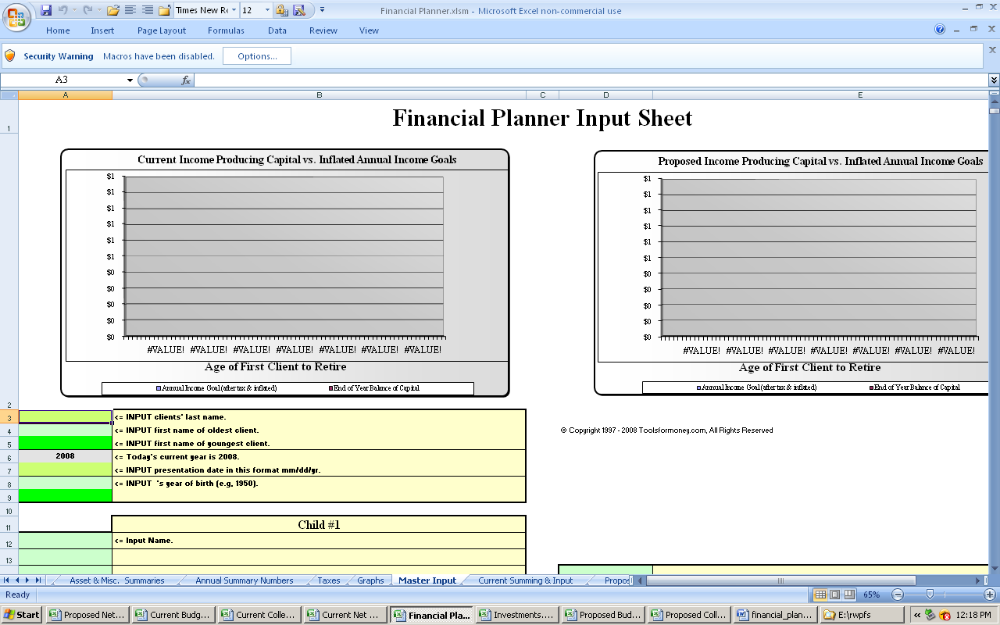 Times New Ro
12
Financial Planner.xlsm - Microsoft Excel non-commercial use
Home Insert Page Layout Formulas Data Review View
Security Warning Macros have been disabled. Options...
A3 fx
A B C D E
1 Financial Planner Input Sheet
Current Income Producing Capital vs. Inflated Annual Income Goals
$1
$1
$1
$1
$1
$1
$0
$0
$0
$0
$0
#VALUE! #VALUE! #VALUE! #VALUE! #VALUE! #VALUE! #VALUE!
Age of First Client to Retire
Annual Income Goal (after tax & inflated) End of Year Balance of Capital
Proposed Income Producing Capital vs. Inflated Annual Income Goals
$1
$1
$1
$1
$1
$1
$0
$0
$0
$0
$0
#VALUE! #VALUE! #VALUE! #VALUE! #VALUE! #VALUE! #VALUE!
Age of First Client to Retire
Annual Income Goal (after tax & inflated) End of Year Balance of Capital
2
3 <= INPUT clients' last name.
4 <= INPUT first name of oldest client. © Copyright 1997 - 2008 Toolsformoney.com, All Rights Reserved
5 <= INPUT first name of youngest client.
6 2008 <= Today's current year is 2008.
7 <= INPUT presentation date in this format mm/dd/yr.
8 <= INPUT 's year of birth (e.g, 1950).
9
10
11 Child #1
12 <= Input Name.
13
Asset & Misc. Summaries Annual Summary Numbers Taxes Graphs Master Input Current Summing & Input Propos
Ready 65%
Start Proposed Net... Current Budg... Current Colle... Current Net ... Financial Pla... Investments.... Proposed Bud... Proposed Coll... financial_plan... E:\rwpfs 12:18 PM